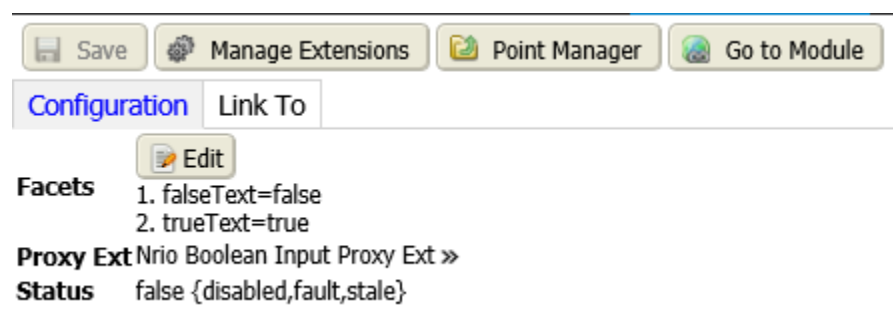 Save Manage Extensions Point Manager Go to Module
Configuration Link To
Edit
Facets
1. falseText=false
2. trueText=true
Proxy Ext Nrio Boolean Input Proxy Ext »
Status false {disabled,fault,stale}